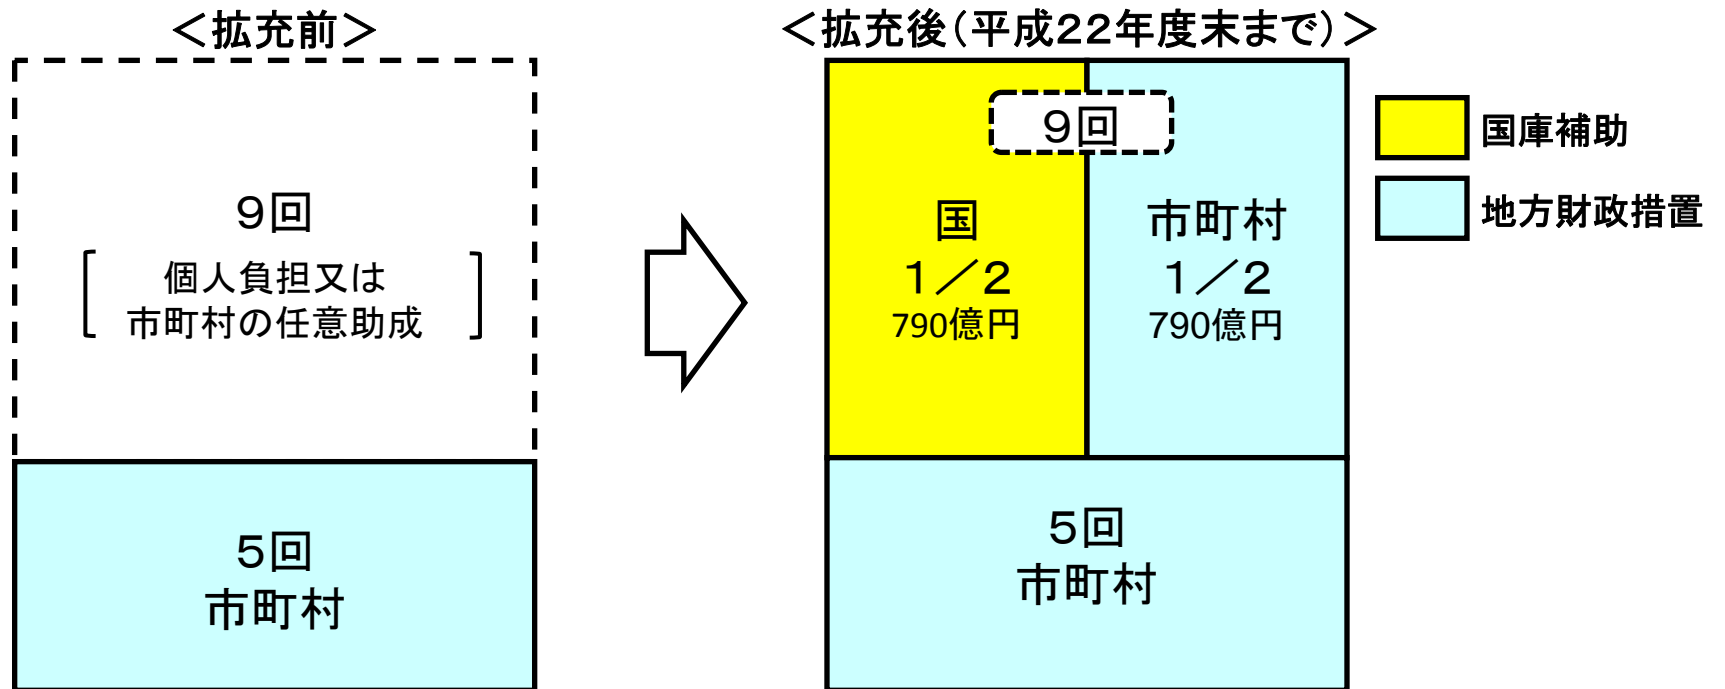 ＜拡充前＞
９回
個人負担又は
市町村の任意助成
５回
市町村
＜拡充後（平成２２年度末まで）＞
９回
国
１／２
790億円
市町村
１／２
790億円
５回
市町村
国庫補助
地方財政措置